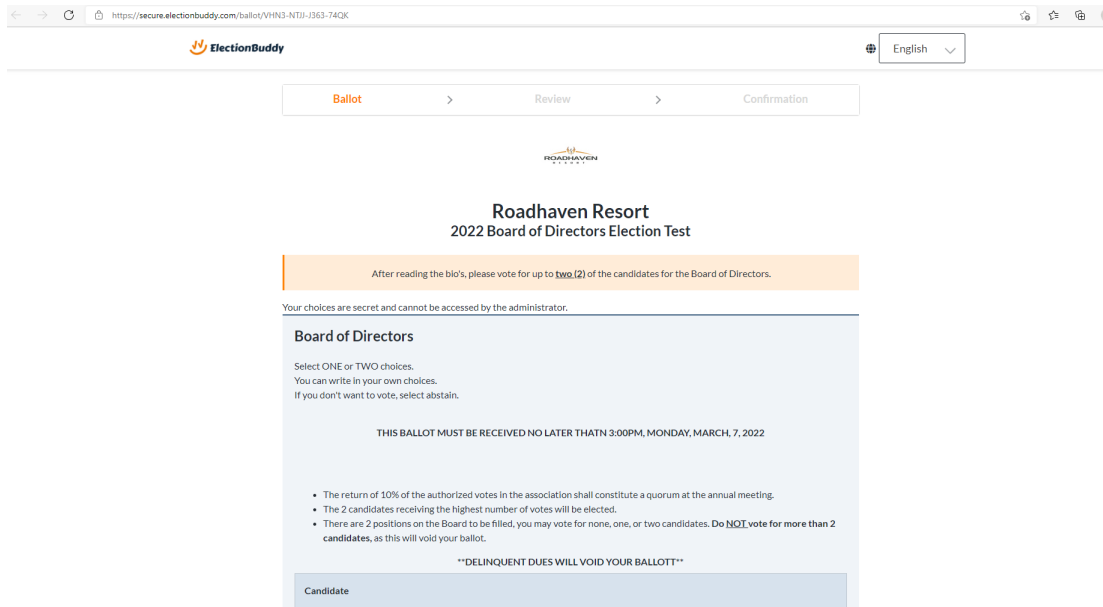 https://secure.electionbuddy.com/ballot/VHN3-NTJJ-J363-74QK
ElectionBuddy
English
Ballot > Review > Confirmation
ROADHAVEN
RESORT
Roadhaven Resort
2022 Board of Directors Election Test
After reading the bio's, please vote for up to two (2) of the candidates for the Board of Directors.
Your choices are secret and cannot be accessed by the administrator.
Board of Directors
Select ONE or TWO choices.
You can write in your own choices.
If you don't want to vote, select abstain.
THIS BALLOT MUST BE RECEIVED NO LATER THATN 3:00PM, MONDAY, MARCH, 7, 2022
• The return of 10% of the authorized votes in the association shall constitute a quorum at the annual meeting.
• The 2 candidates receiving the highest number of votes will be elected.
• There are 2 positions on the Board to be filled, you may vote for none, one, or two candidates. Do NOT vote for more than 2
candidates, as this will void your ballot.
**DELINQUENT DUES WILL VOID YOUR BALLOTT**
Candidate